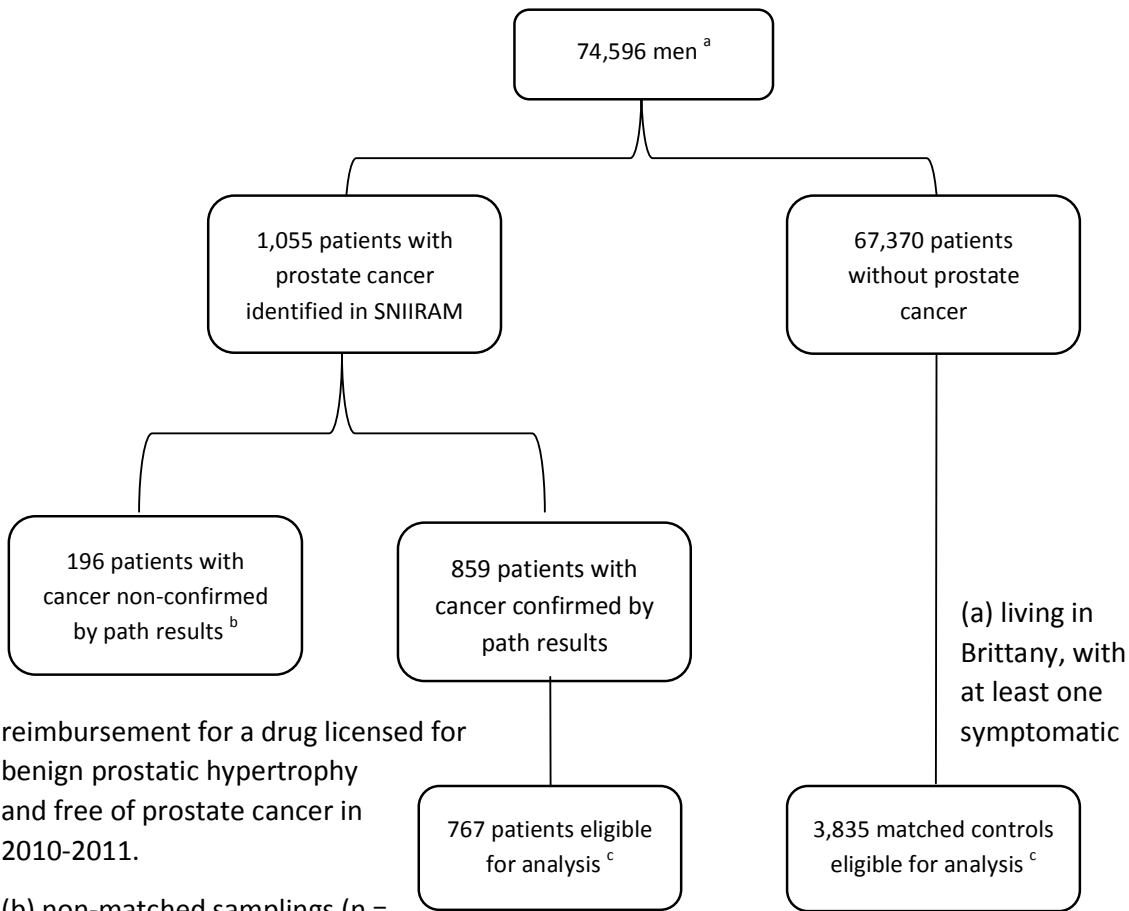 74,596 men a
1,055 patients with
prostate cancer
identified in SNIIRAM
67,370 patients
without prostate
cancer
196 patients with
cancer non-confirmed
by path results b
859 patients with
cancer confirmed by
path results
(a) living in
Brittany, with
at least one
symptomatic
reimbursement for a drug licensed for
benign prostatic hypertrophy
and free of prostate cancer in
2010-2011.
767 patients eligible
for analysis c
3,835 matched controls
eligible for analysis c
(b) non-matched samplings (n =